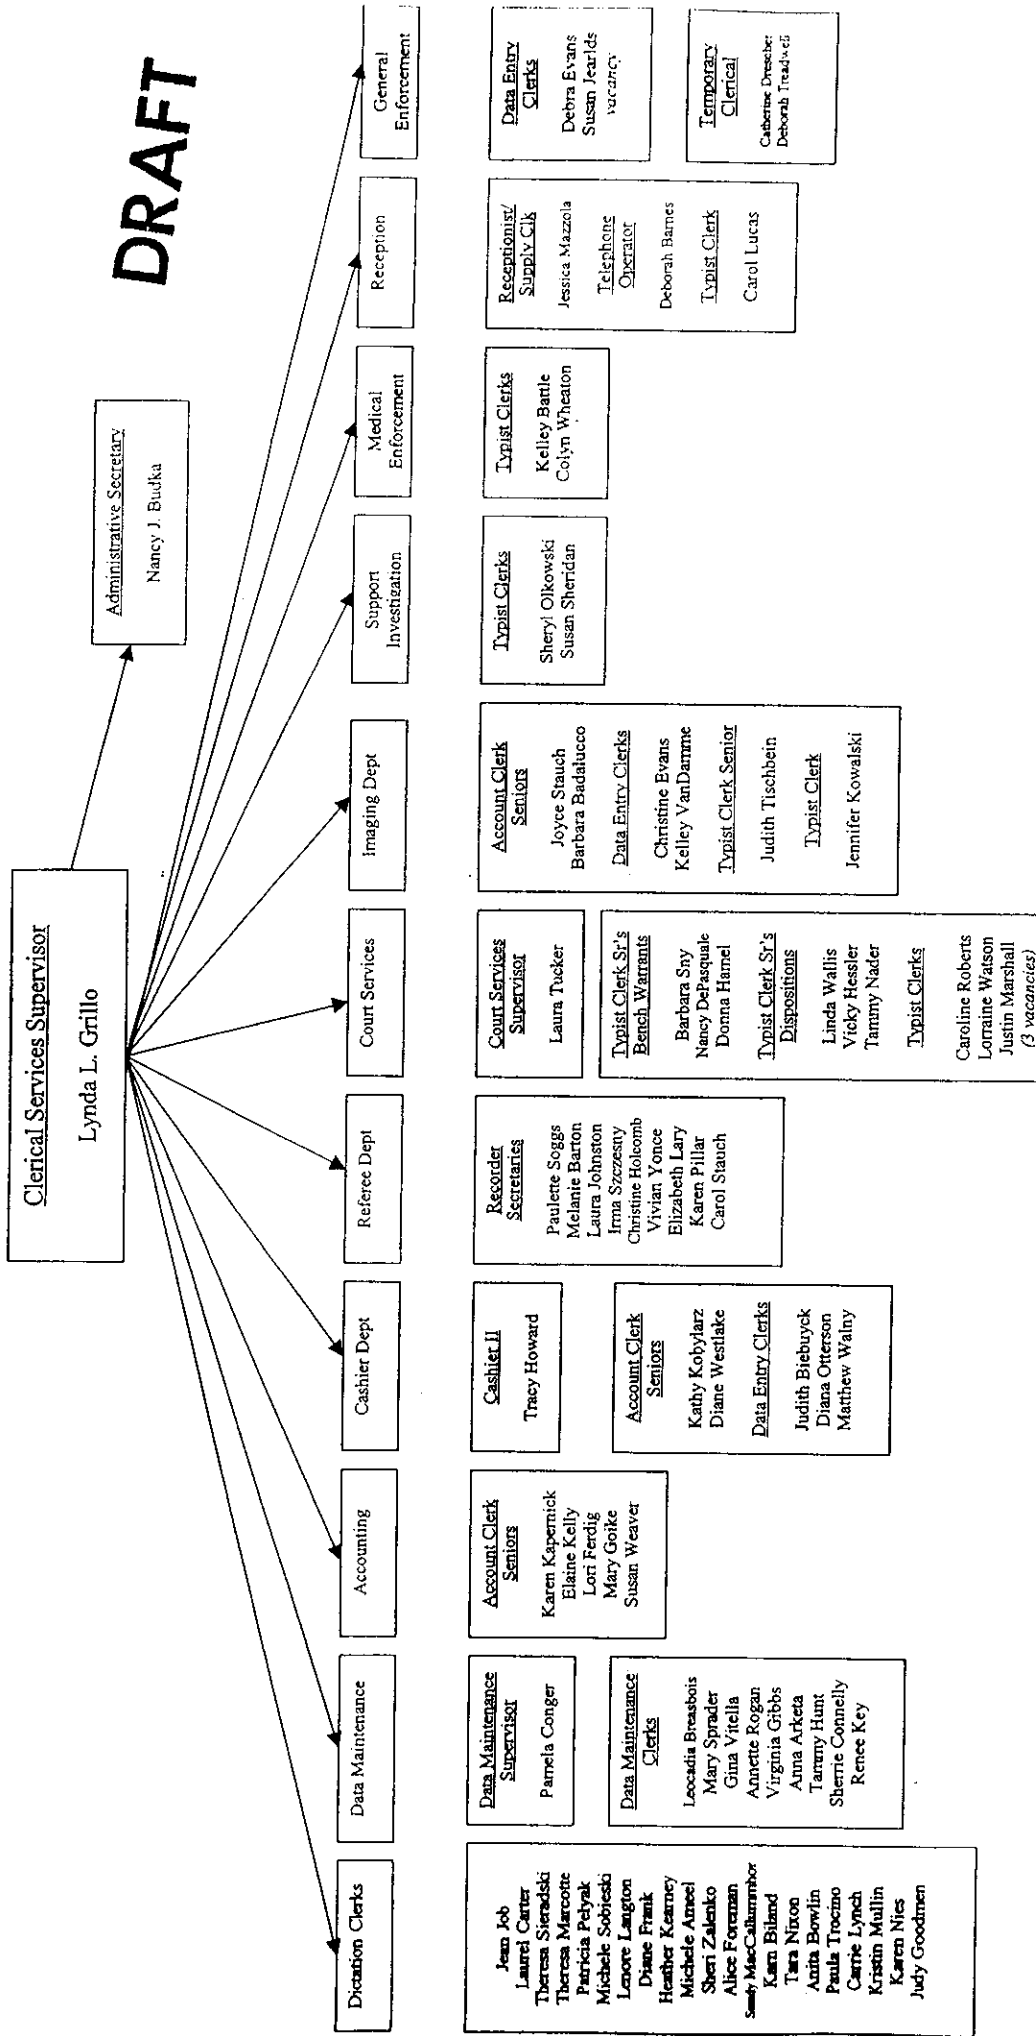 DRAFT
Clerical Services Supervisor
Lynda L. Grillo
Administrative Secretary
Nancy J. Budka
Dictation Clerks
Data Maintenance
Accounting
Cashier Dept
Referee Dept
Court Services
Imaging Dept
Support
Investigation
Medical
Enforcement
Reception
General
Enforcement
Jean Job
Laurel Carter
Theresa Sieradski
Theresa Marcotte
Patricia Petyak
Michele Sobieski
Lenore Langton
Diane Frank
Heather Kearney
Michele Ameel
Sheri Zalenko
Alice Foreman
Sandy MacCallummhor
Karn Biland
Tara Nixon
Anita Bowlin
Paula Trocino
Carrie Lynch
Kristin Mullin
Karen Nies
Judy Goodmen
Data Maintenance
Supervisor
Pamela Conger
Data Maintenance
Clerks
Leocadia Breasbois
Mary Sprader
Gina Vitella
Annette Rogan
Virginia Gibbs
Anna Arketa
Tammy Hunt
Sherrie Connelly
Renee Key
Account Clerk
Seniors
Karen Kapernick
Elaine Kelly
Lori Ferdig
Mary Goike
Susan Weaver
Cashier II
Tracy Howard
Account Clerk
Seniors
Kathy Kobylarz
Diane Westlake
Data Entry Clerks
Judith Biebuyck
Diana Otterson
Matthew Walny
Recorder
Secretaries
Paulette Soggs
Melanie Barton
Laura Johnston
Irma Szczesny
Christine Holcomb
Vivian Yonce
Elizabeth Lary
Karen Pillar
Carol Stauch
Court Services
Supervisor
Laura Tucker
Typist Clerk Sr's
Bench Warrants
Barbara Sny
Nancy DePasquale
Donna Hamel
Typist Clerk Sr's
Dispositions
Linda Wallis
Vicky Hessler
Tammy Nader
Typist Clerks
Caroline Roberts
Lorraine Watson
Justin Marshall
(3 vacancies)
Account Clerk
Seniors
Joyce Stauch
Barbara Badalucco
Data Entry Clerks
Christine Evans
Kelley VanDamme
Typist Clerk Senior
Judith Tischbein
Typist Clerk
Jennifer Kowalski
Typist Clerks
Sheryl Olkowski
Susan Sheridan
Typist Clerks
Kelley Battle
Colyn Wheaton
Receptionist/
Supply Clk
Jessica Mazzola
Telephone
Operator
Deborah Barnes
Typist Clerk
Carol Lucas
Data Entry
Clerks
Debra Evans
Susan Jearlds
vacancy
Temporary
Clerical
Catherine Drescher
Deborah Treadwell